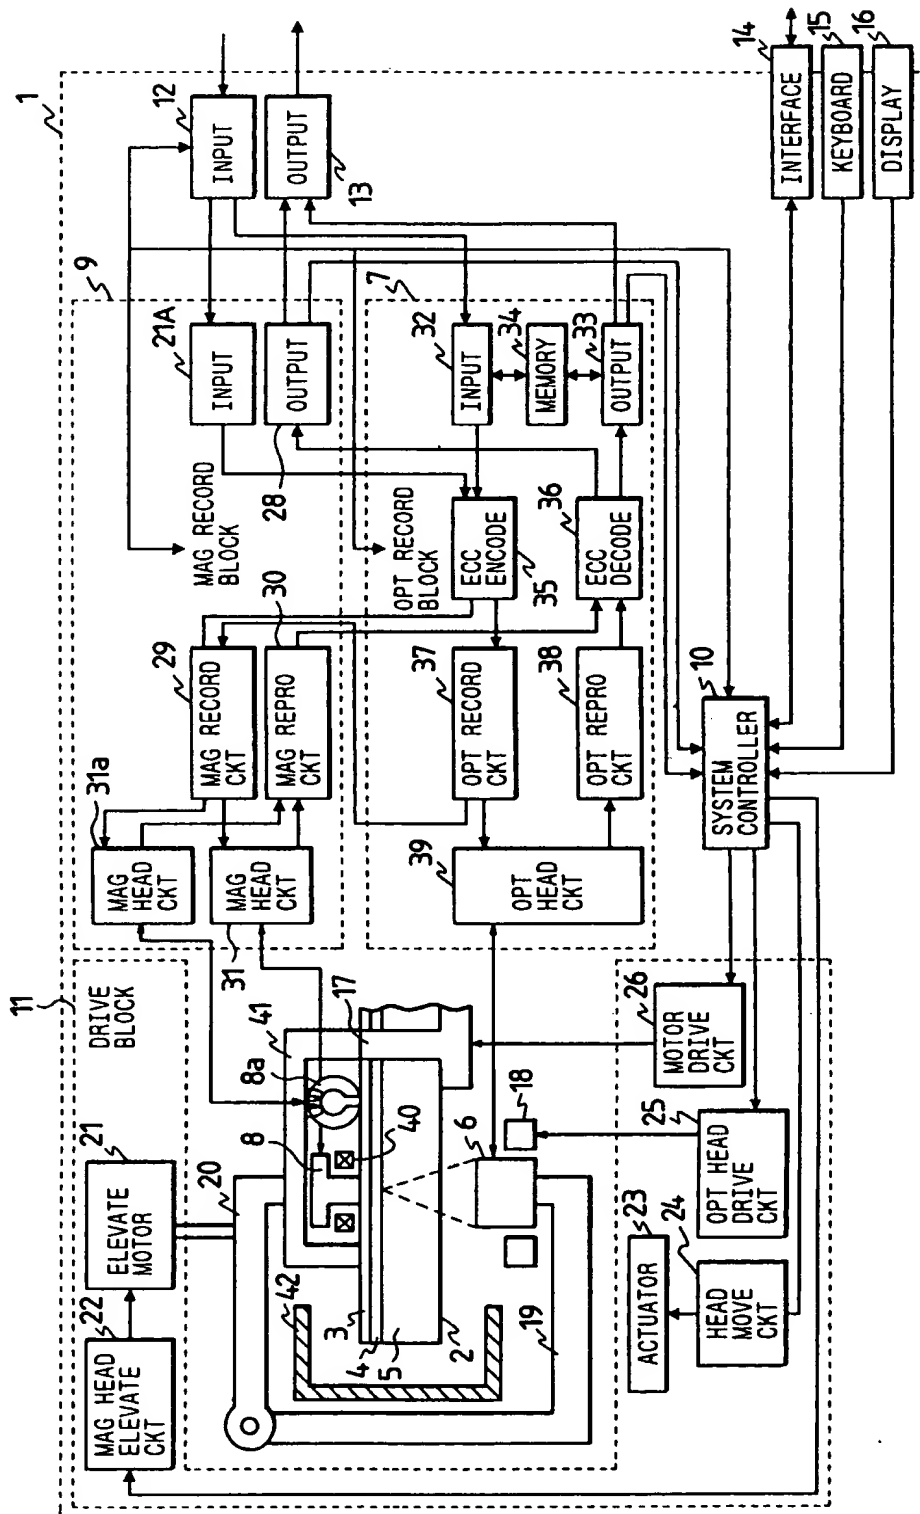 1
11
DRIVE
BLOCK
22
MAG HEAD
ELEVATE
CKT
21
ELEVATE
MOTOR
20
42
3
4
5
2
19
8
8a
41
17
40
6
18
23
ACTUATOR
24
HEAD
MOVE
CKT
25
OPT HEAD
DRIVE
CKT
26
MOTOR DRIVE
CKT
9
31a
MAG
HEAD
CKT
31
MAG
HEAD
CKT
29
MAG RECORD
CKT
30
MAG REPRO
CKT
MAG RECORD
BLOCK
21A
INPUT
28
OUTPUT
12
INPUT
13
OUTPUT
7
OPT RECORD
BLOCK
39
OPT HEAD
CKT
37
OPT RECORD
CKT
38
OPT REPRO
CKT
35
ECC
ENCODE
36
ECC
DECODE
32
INPUT
34
MEMORY
33
OUTPUT
10
SYSTEM
CONTROLLER
14
INTERFACE
15
KEYBOARD
16
DISPLAY